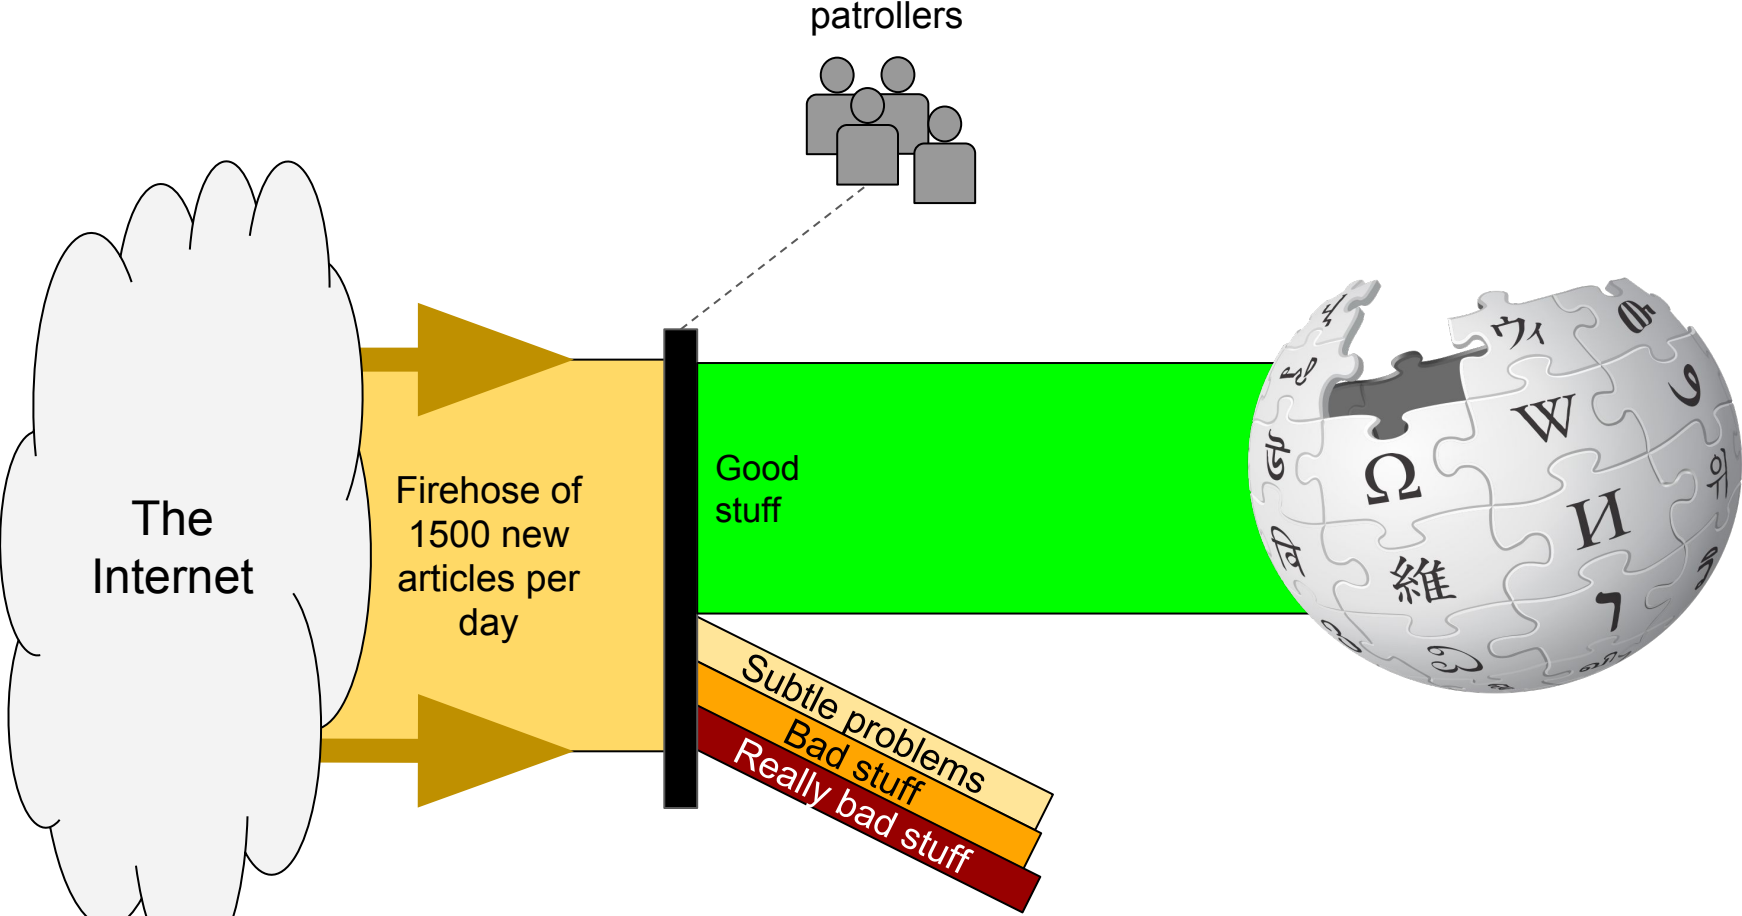 patrollers
The
Internet
Firehose of
1500 new
articles per
day
Good
stuff
Subtle problems
Bad stuff
Really bad stuff
ウィ
W
Ω
И
維